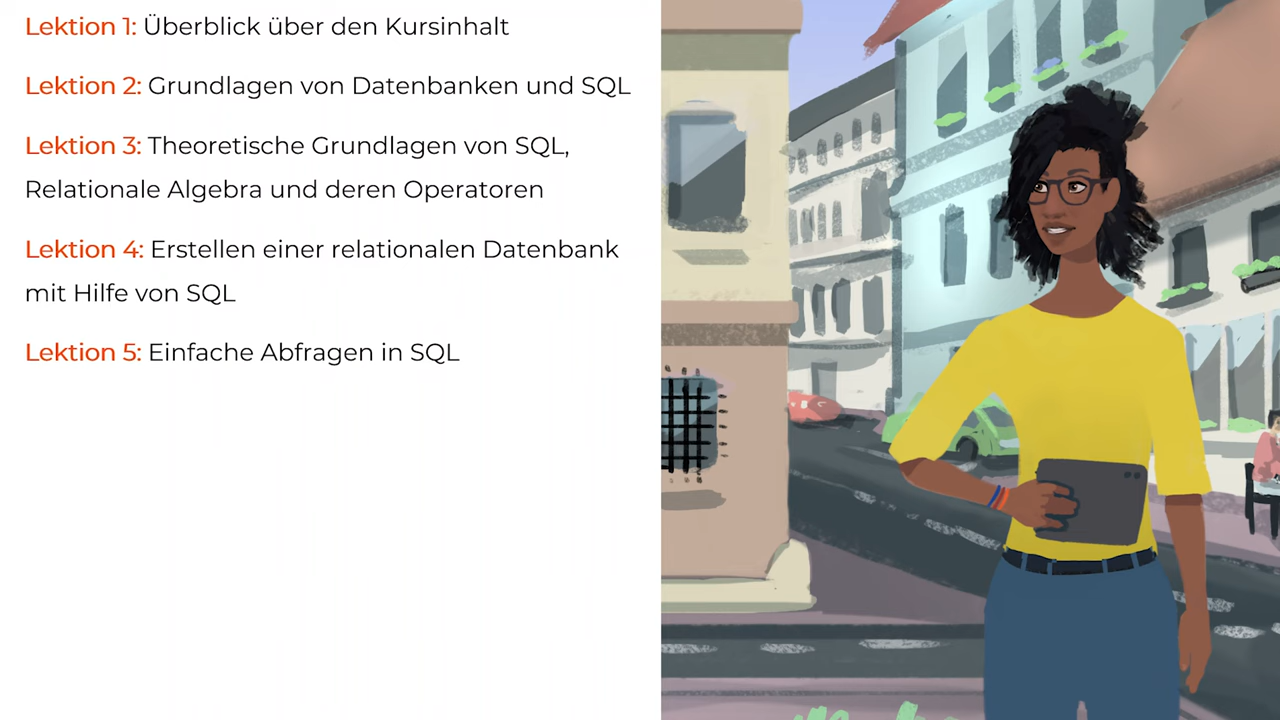 Lektion 1: Überblick über den Kursinhalt
Lektion 2: Grundlagen von Datenbanken und SQL
Lektion 3: Theoretische Grundlagen von SQL,
Relationale Algebra und deren Operatoren
Lektion 4: Erstellen einer relationalen Datenbank
mit Hilfe von SQL
Lektion 5: Einfache Abfragen in SQL